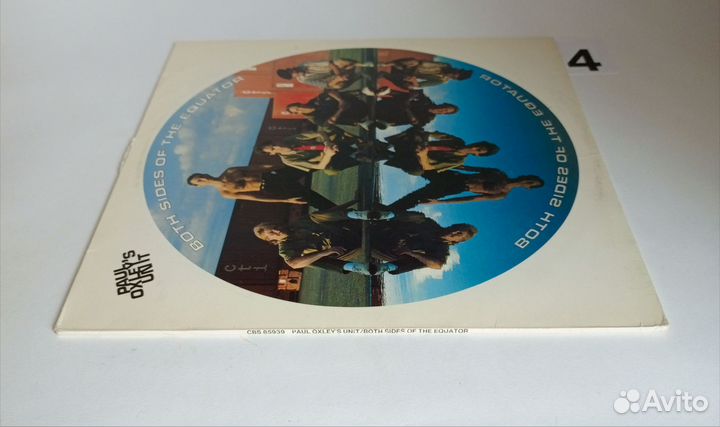 4
BOTH SIDES OF THE EQUATOR
BOTH SIDES OF THE EQUATOR
cti
PAUL
OXLEY'S
UNIT
CBS 85939 PAUL OXLEY'S UNIT/BOTH SIDES OF THE EQUATOR
Avito